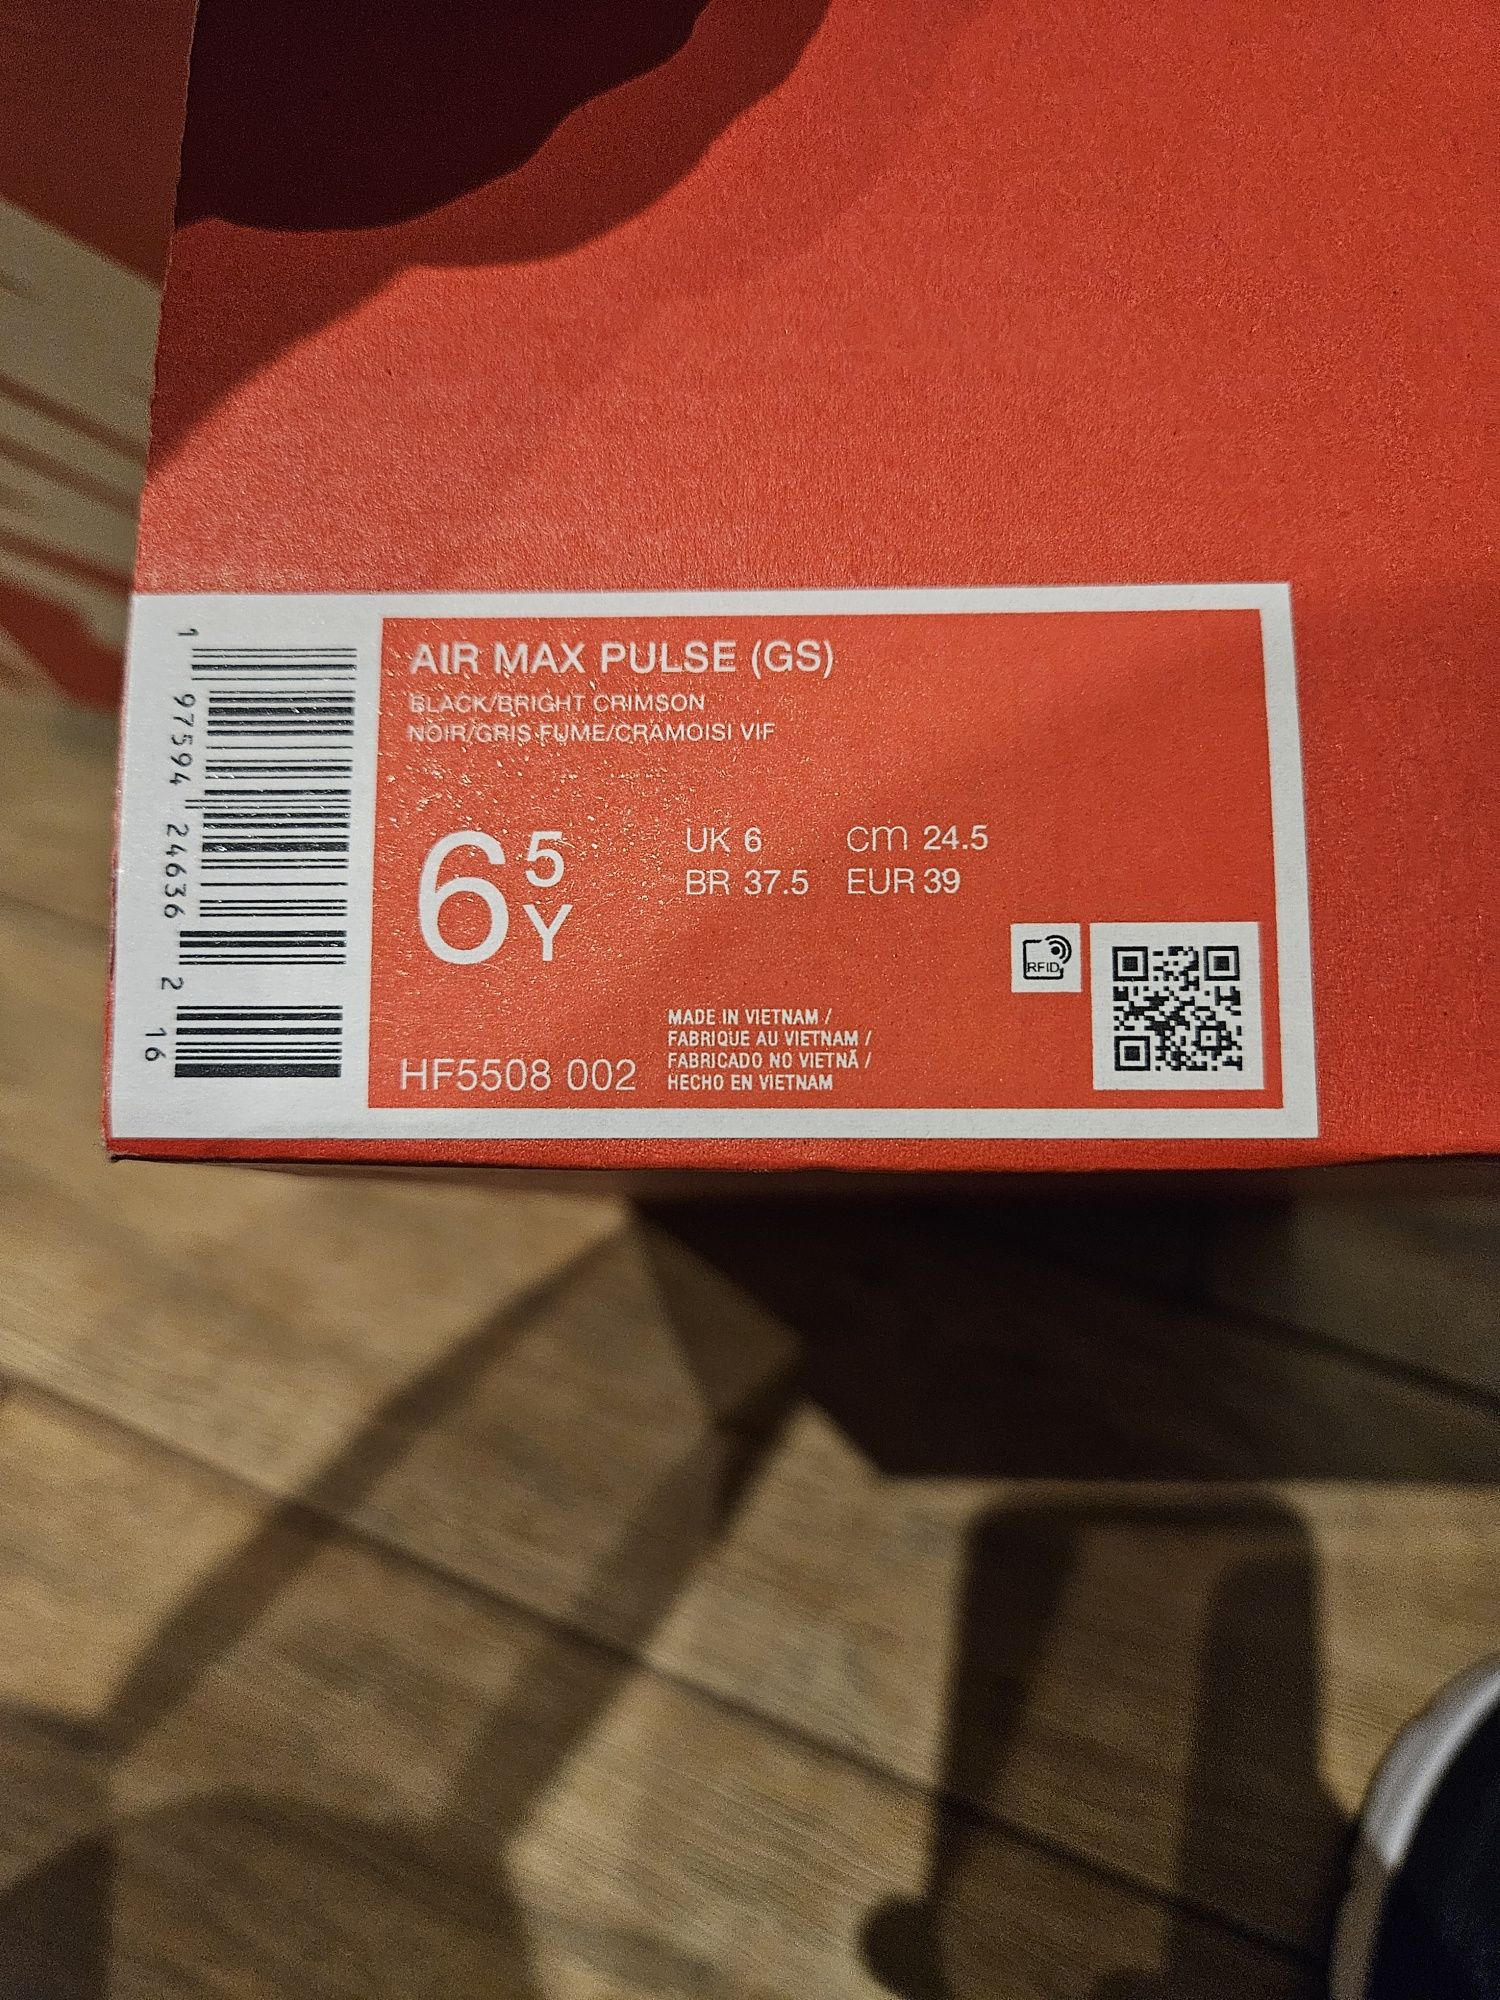 AIR MAX PULSE (GS)
BLACK/BRIGHT CRIMSON
NOIR/GRIS FUME/CRAMOISI VIF
6 5 Y
UK 6 cm 24.5
BR 37.5 EUR 39
RFID
MADE IN VIETNAM /
FABRIQUE AU VIETNAM /
FABRICADO NO VIETNÃ /
HECHO EN VIETNAM
HF5508 002
1 97594 24636 2 16